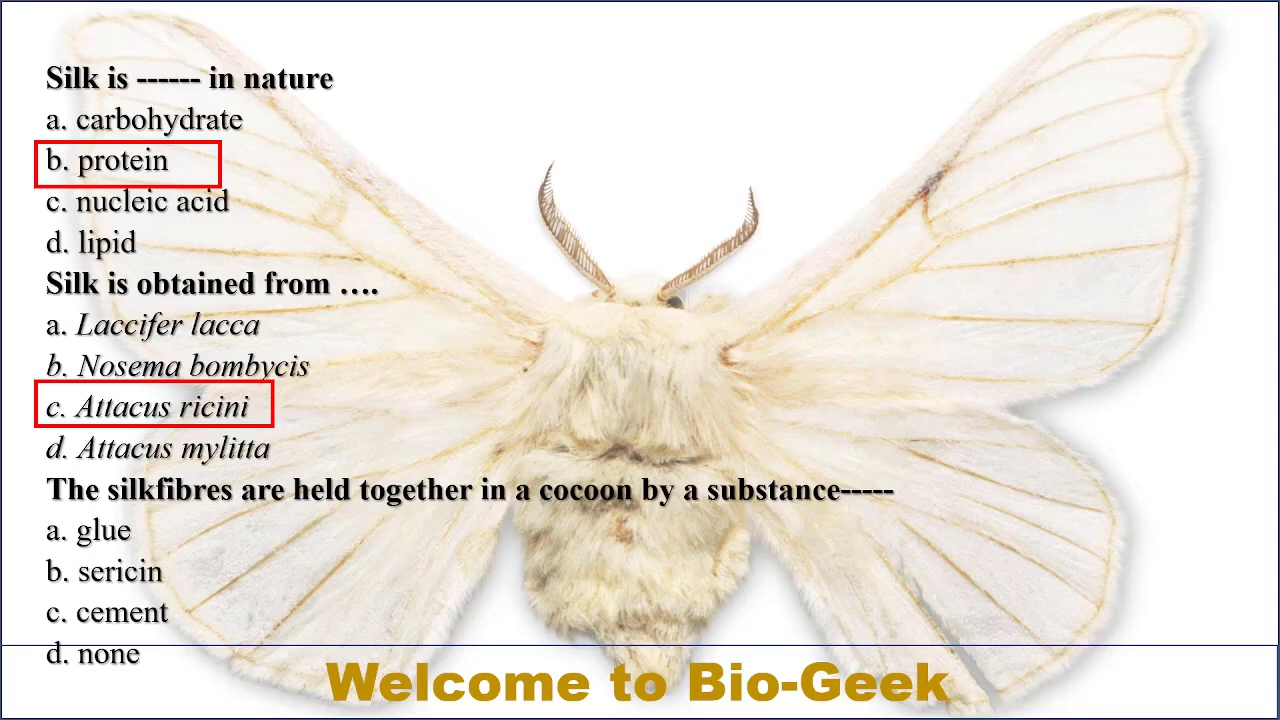 Silk is ------ in nature
a. carbohydrate
b. protein
c. nucleic acid
d. lipid
Silk is obtained from ….
a. Laccifer lacca
b. Nosema bombycis
c. Attacus ricini
d. Attacus mylitta
The silkfibres are held together in a cocoon by a substance-----
a. glue
b. sericin
c. cement
d. none
Welcome to Bio-Geek